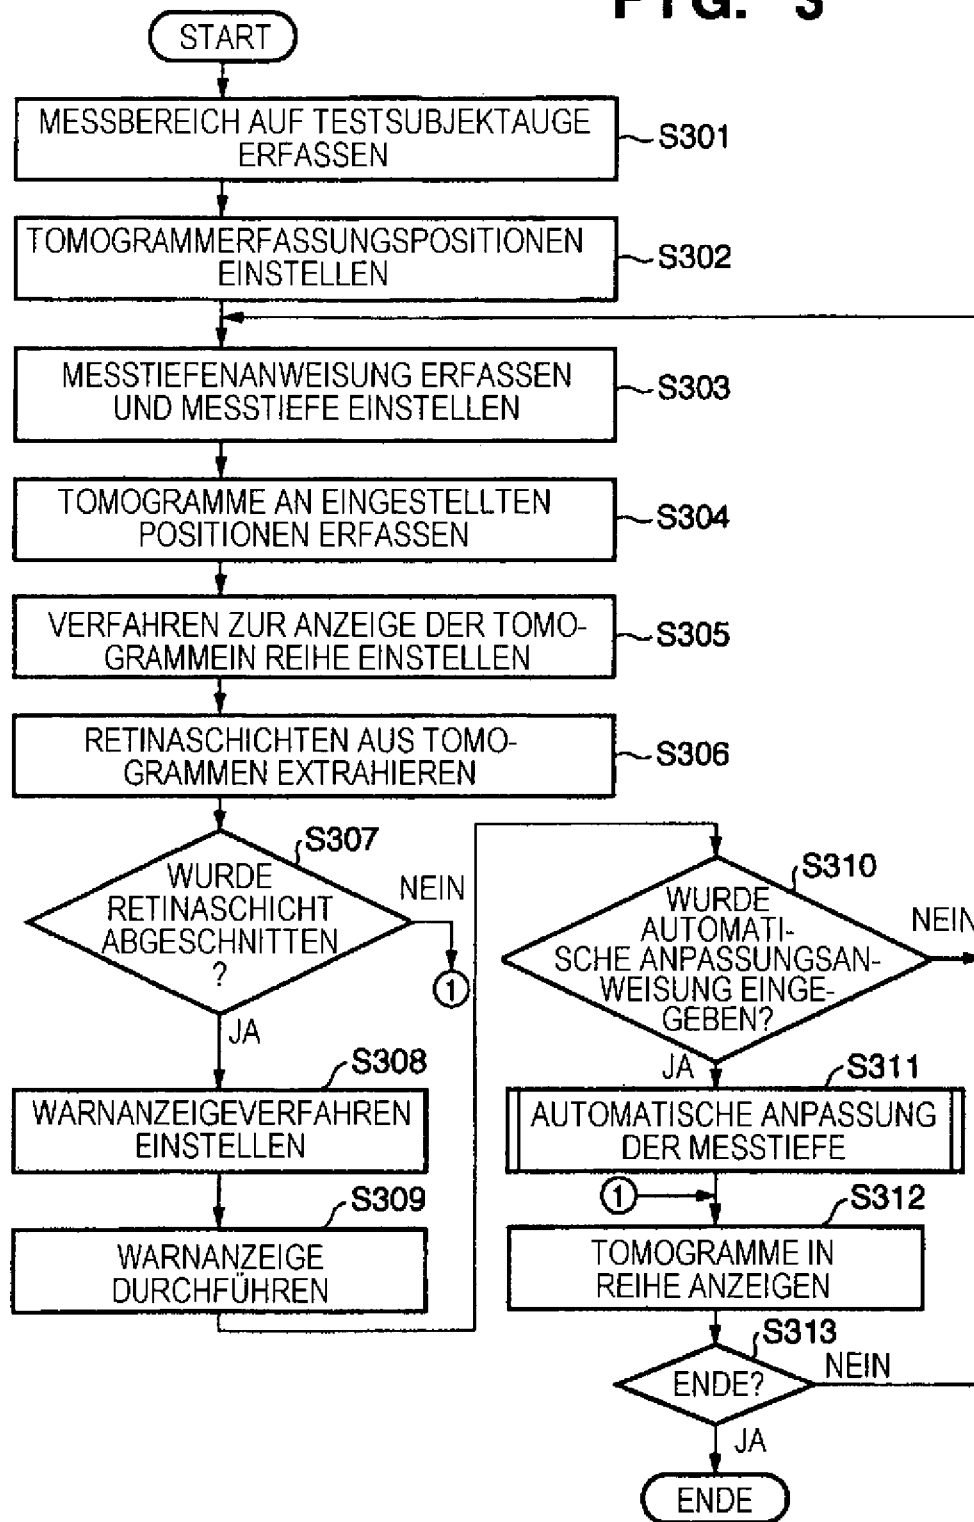 FIG. 3
START
MESSBEREICH AUF TESTSUBJEKTAUGE
ERFASSEN
S301
TOMOGRAMMERFASSUNGSPOSITIONEN
EINSTELLEN
S302
MESSTIEFENANWEISUNG ERFASSEN
UND MESSTIEFE EINSTELLEN
S303
TOMOGRAMME AN EINGESTELLTEN
POSITIONEN ERFASSEN
S304
VERFAHREN ZUR ANZEIGE DER TOMO-
GRAMMEIN REIHE EINSTELLEN
S305
RETINASCHICHTEN AUS TOMO-
GRAMMEN EXTRAHIEREN
S306
S307
WURDE
RETINASCHICHT
ABGESCHNITTEN
?
NEIN
1
JA
S308
WARNANZEIGEVERFAHREN
EINSTELLEN
S309
WARNANZEIGE
DURCHFÜHREN
S310
WURDE
AUTOMATI-
SCHE ANPASSUNGSAN-
WEISUNG EINGE-
GEBEN?
NEIN
JA
S311
AUTOMATISCHE ANPASSUNG
DER MESSTIEFE
1
S312
TOMOGRAMME IN
REIHE ANZEIGEN
S313
ENDE?
NEIN
JA
ENDE